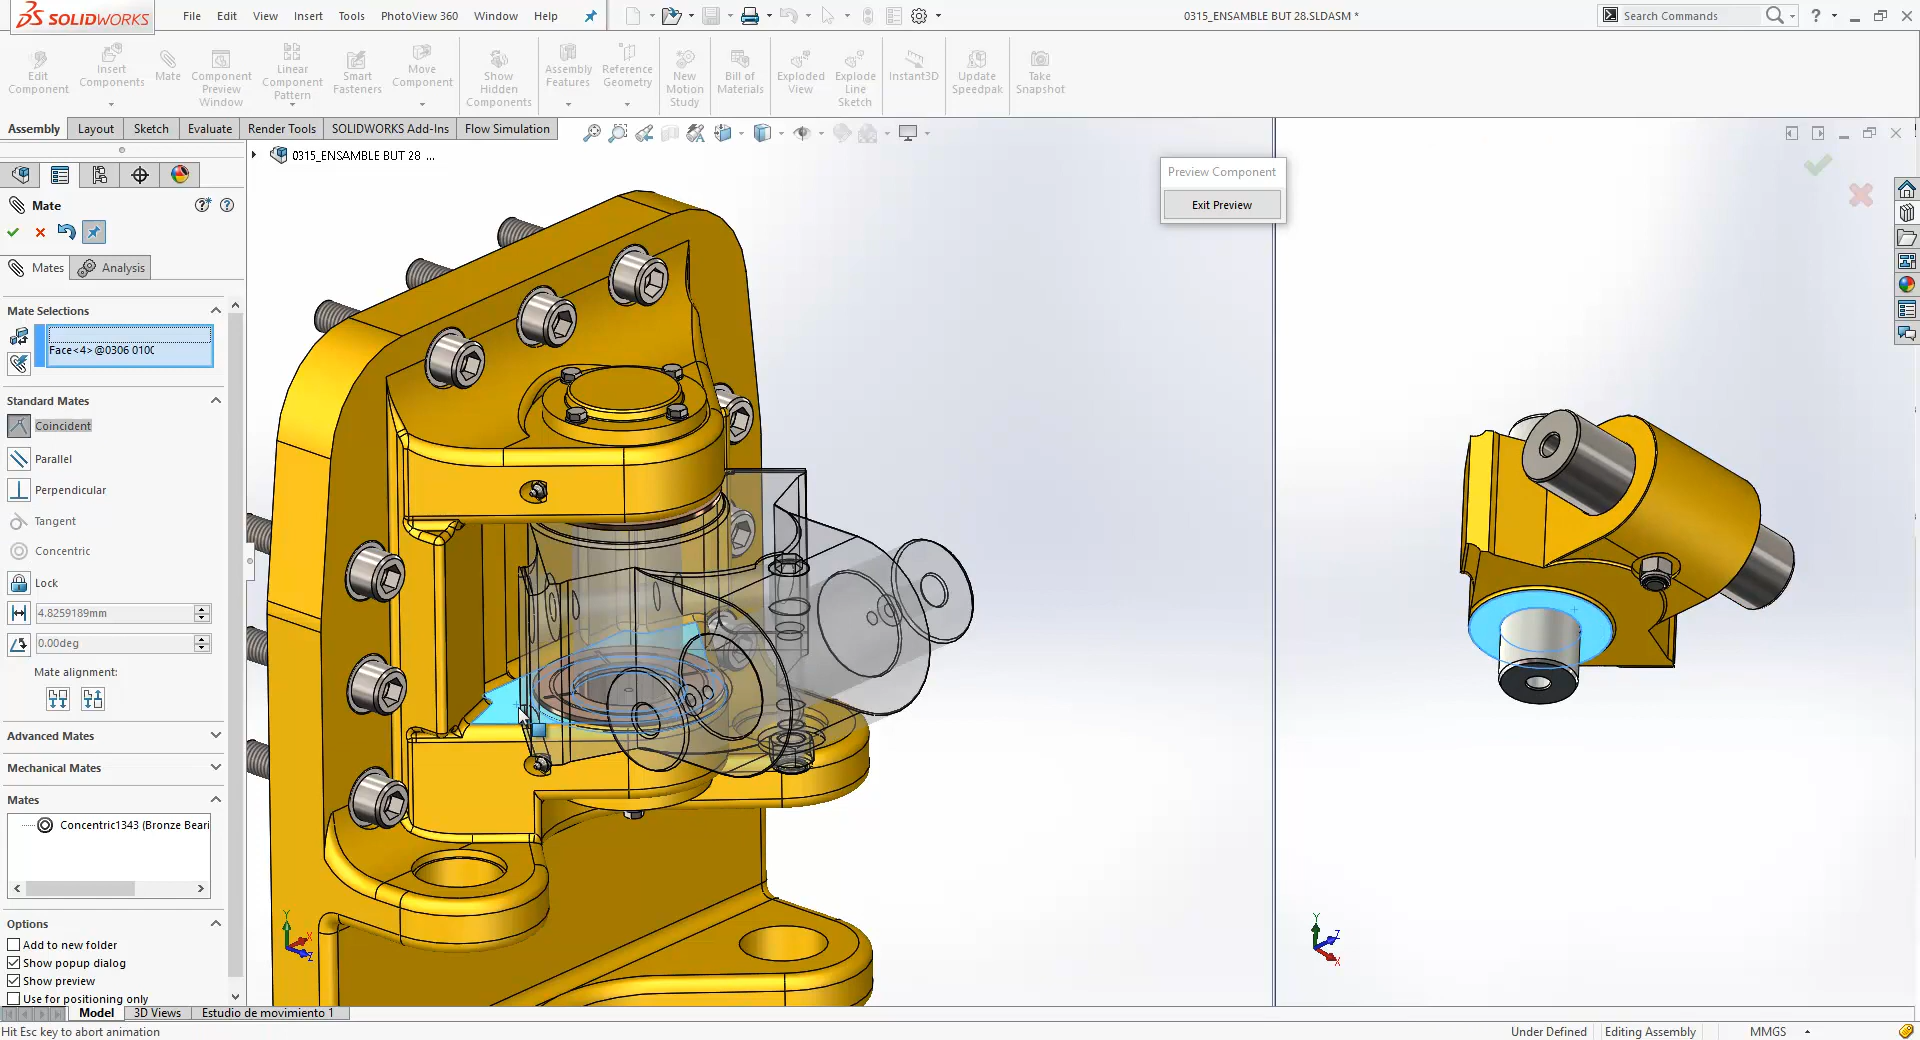 SOLIDWORKS
File Edit View Insert Tools PhotoView 360 Window Help
0315_ENSAMBLE BUT 28.SLDASM *
Search Commands
?
Edit Component
Insert Components
Mate
Component Preview Window
Linear Component Pattern
Smart Fasteners
Move Component
Show Hidden Components
Assembly Features
Reference Geometry
New Motion Study
Bill of Materials
Exploded View
Explode Line Sketch
Instant3D
Update Speedpak
Take Snapshot
Assembly Layout Sketch Evaluate Render Tools SOLIDWORKS Add-Ins Flow Simulation
0315_ENSAMBLE BUT 28 ...
Preview Component
Exit Preview
Mate
Mates Analysis
Mate Selections
Face<4>@0306 010
Standard Mates
Coincident
Parallel
Perpendicular
Tangent
Concentric
Lock
4.8259189mm
0.00deg
Mate alignment:
Advanced Mates
Mechanical Mates
Mates
Concentric1343 (Bronze Beari
Options
Add to new folder
Show popup dialog
Show preview
Use for positioning only
Y
X
Z
Y
Z
X
Model 3D Views Estudio de movimiento 1
Hit Esc key to abort animation
Under Defined Editing Assembly MMGS